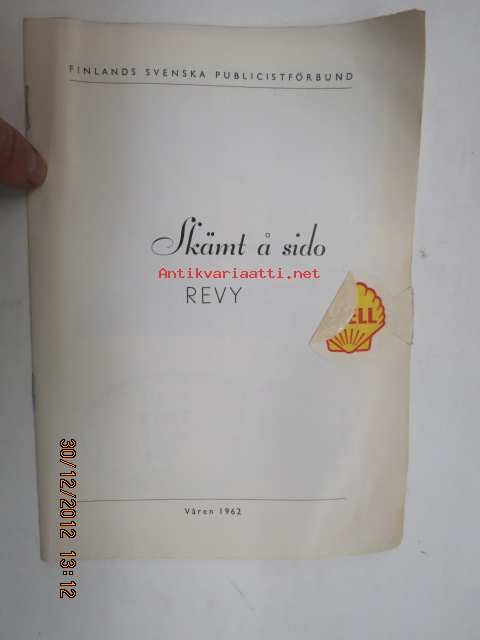 FINLANDS SVENSKA PUBLICISTFÖRBUND
Skämt å sido
Antikvariaatti.net
REVY
ELL
Våren 1962
30/12/2012 13:12